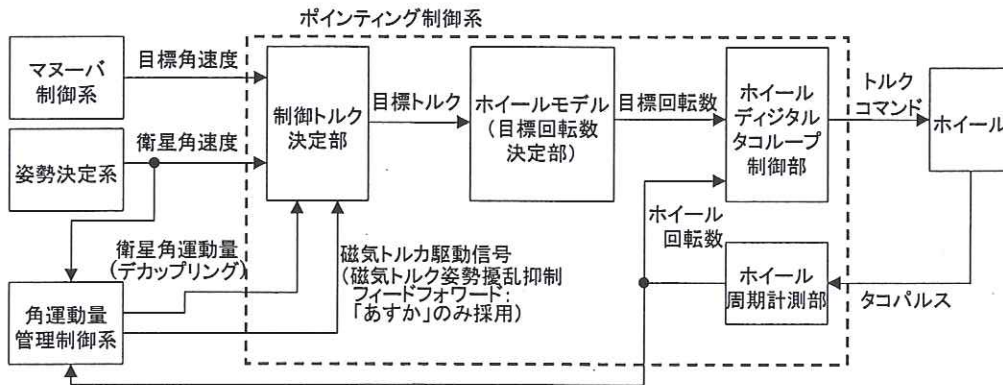 ポインティング制御系
マヌーバ
制御系
目標角速度
制御トルク
決定部
目標トルク
ホイールモデル
(目標回転数
決定部)
目標回転数
ホイール
ディジタル
タコループ
制御部
トルク
コマンド
ホイール
姿勢決定系
衛星角速度
衛星角運動量
(デカップリング)
磁気トルカ駆動信号
(磁気トルク姿勢擾乱抑制
フィードフォワード:
「あすか」のみ採用)
ホイール
回転数
ホイール
周期計測部
タコパルス
角運動量
管理制御系